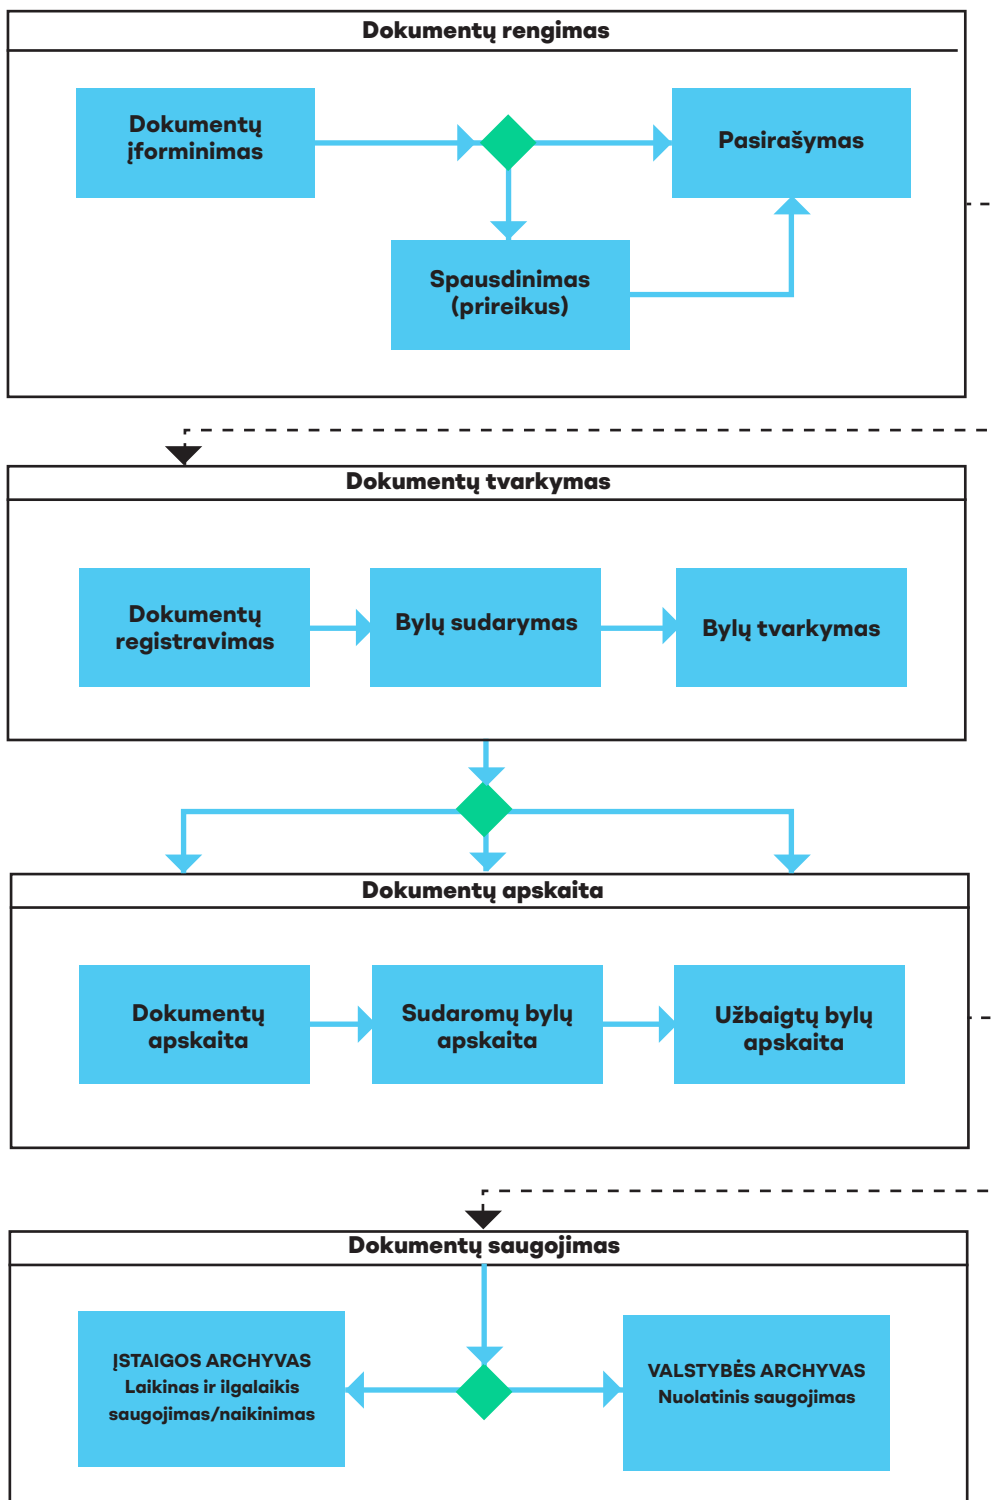 Dokumentų rengimas
Dokumentų
įforminimas
Pasirašymas
Spausdinimas
(prireikus)
Dokumentų tvarkymas
Dokumentų
registravimas
Bylų sudarymas
Bylų tvarkymas
Dokumentų apskaita
Dokumentų
apskaita
Sudaromų bylų
apskaita
Užbaigtų bylų
apskaita
Dokumentų saugojimas
ĮSTAIGOS ARCHYVAS
Laikinas ir ilgalaikis
saugojimas/naikinimas
VALSTYBĖS ARCHYVAS
Nuolatinis saugojimas